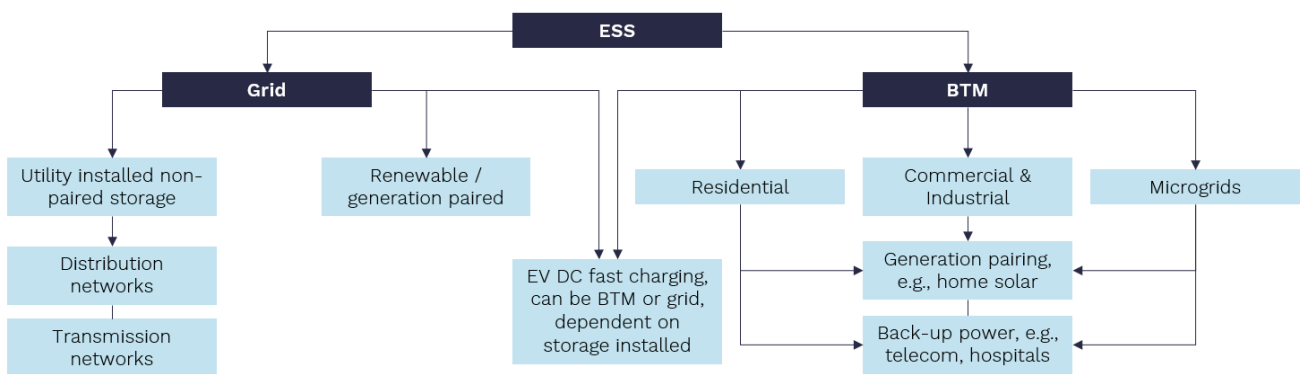 ESS
Grid
BTM
Utility installed non-
paired storage
Renewable /
generation paired
Residential
Commercial &
Industrial
Microgrids
Distribution
networks
EV DC fast charging,
can be BTM or grid,
dependent on
storage installed
Generation pairing,
e.g., home solar
Transmission
networks
Back-up power, e.g.,
telecom, hospitals